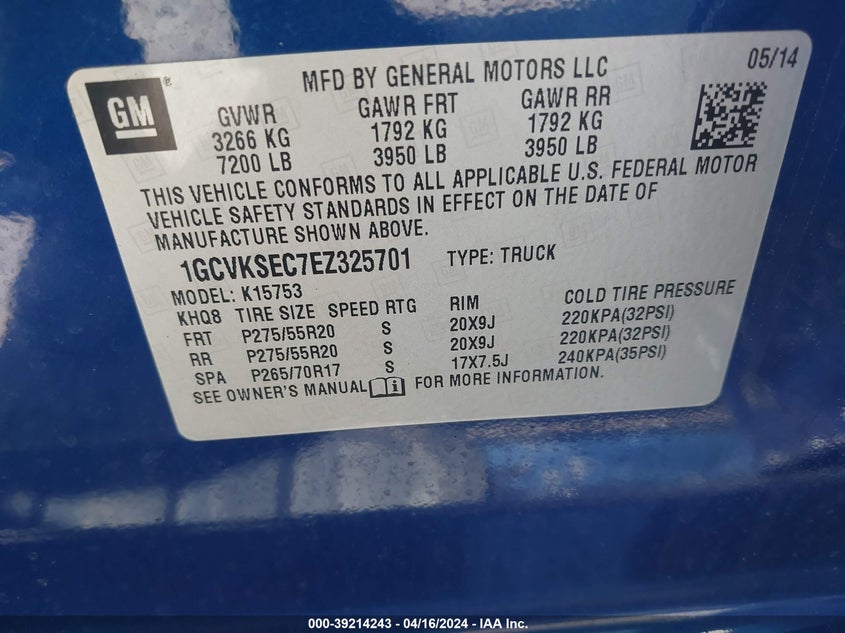 GM ®
MFD BY GENERAL MOTORS LLC
05/14
GVWR GAWR FRT GAWR RR
3266 KG 1792 KG 1792 KG
7200 LB 3950 LB 3950 LB
THIS VEHICLE CONFORMS TO ALL APPLICABLE U.S. FEDERAL MOTOR
VEHICLE SAFETY STANDARDS IN EFFECT ON THE DATE OF
MANUFACTURE SHOWN ABOVE.
1GCVKSEC7EZ325701 TYPE: TRUCK
MODEL: K15753
KHQ8 TIRE SIZE SPEED RTG RIM COLD TIRE PRESSURE
FRT P275/55R20 S 20X9J 220KPA(32PSI)
RR P275/55R20 S 20X9J 220KPA(32PSI)
SPA P265/70R17 S 17X7.5J 240KPA(35PSI)
SEE OWNER'S MANUAL FOR MORE INFORMATION.
000-39214243 - 04/16/2024 - IAA Inc.